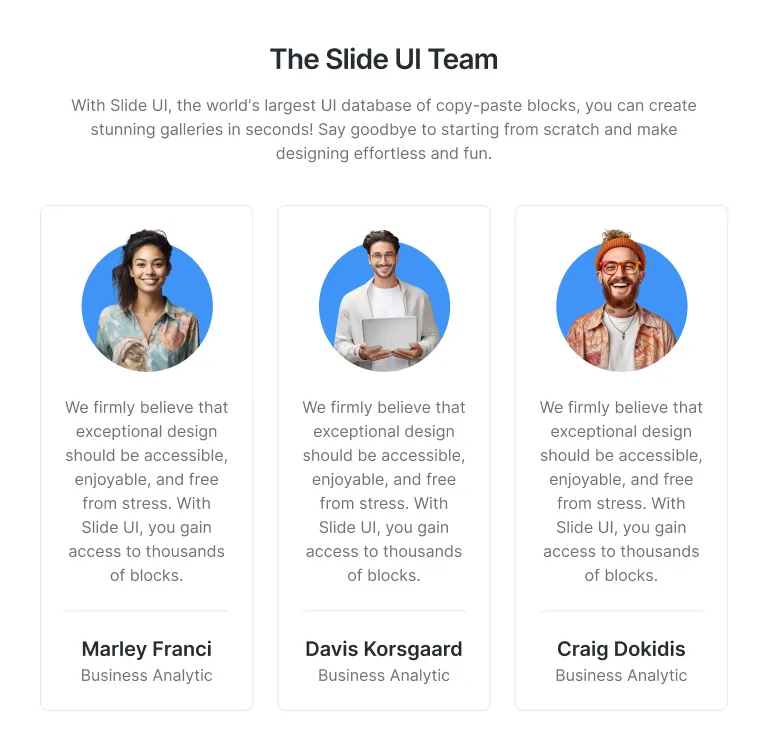 The Slide UI Team
With Slide UI, the world's largest UI database of copy-paste blocks, you can create
stunning galleries in seconds! Say goodbye to starting from scratch and make
designing effortless and fun.
We firmly believe that
exceptional design
should be accessible,
enjoyable, and free
from stress. With
Slide UI, you gain
access to thousands
of blocks.
Marley Franci
Business Analytic
We firmly believe that
exceptional design
should be accessible,
enjoyable, and free
from stress. With
Slide UI, you gain
access to thousands
of blocks.
Davis Korsgaard
Business Analytic
We firmly believe that
exceptional design
should be accessible,
enjoyable, and free
from stress. With
Slide UI, you gain
access to thousands
of blocks.
Craig Dokidis
Business Analytic